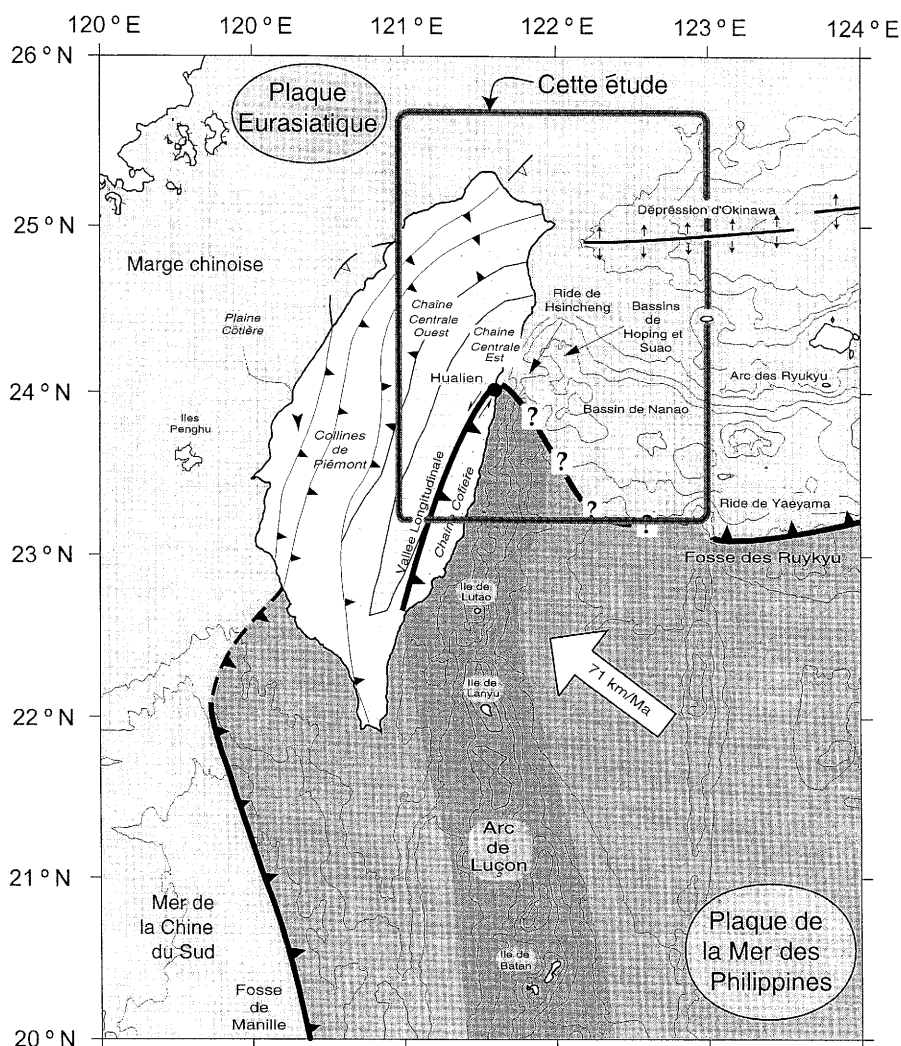 120 ° E
120 ° E
121 ° E
122 ° E
123 ° E
124 ° E
26 ° N
Plaque
Eurasiatique
Cette étude
25 ° N
Dépréssion d'Okinawa
Marge chinoise
Plaine
Côtière
Chaîne
Centrale
Ouest
Ride de
Hsincheng
Bassins
de
Hoping et
Suao
Chaine
Centrale
Est
Hualien
24 ° N
Arc des Ryukyu
Iles
Penghu
Bassin de Nanao
?
?
?
?
Collines
de
Piémont
Vallée Longitudinale
Chaîne Cotière
Ride de Yaeyama
23 ° N
Fosse des Ruykyu
Ile de
Lutao
71 km/Ma
Ile de
Lanyu
22 ° N
Arc
de
Luçon
21 ° N
Mer de
la Chine
du Sud
Plaque de
la Mer des
Philippines
Ile de
Batan
Fosse
de
Manille
20 ° N